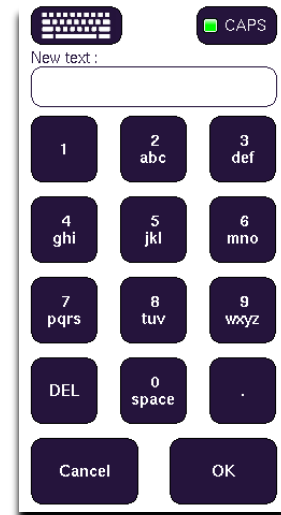 CAPS
New text :
1
2
abc
3
def
4
ghi
5
jkl
6
mno
7
pqrs
8
tuv
9
wxyz
DEL
0
space
.
Cancel
OK